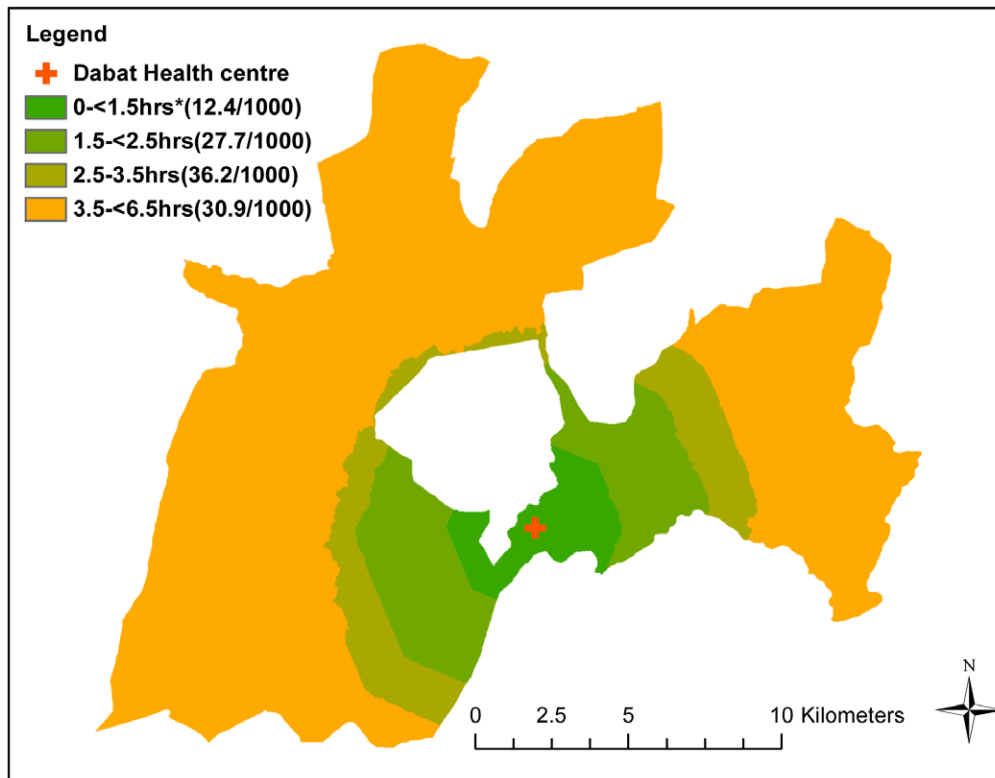 Legend
Dabat Health centre
0-<1.5hrs*(12.4/1000)
1.5-<2.5hrs(27.7/1000)
2.5-3.5hrs(36.2/1000)
3.5-<6.5hrs(30.9/1000)
N
0 2.5 5 10 Kilometers